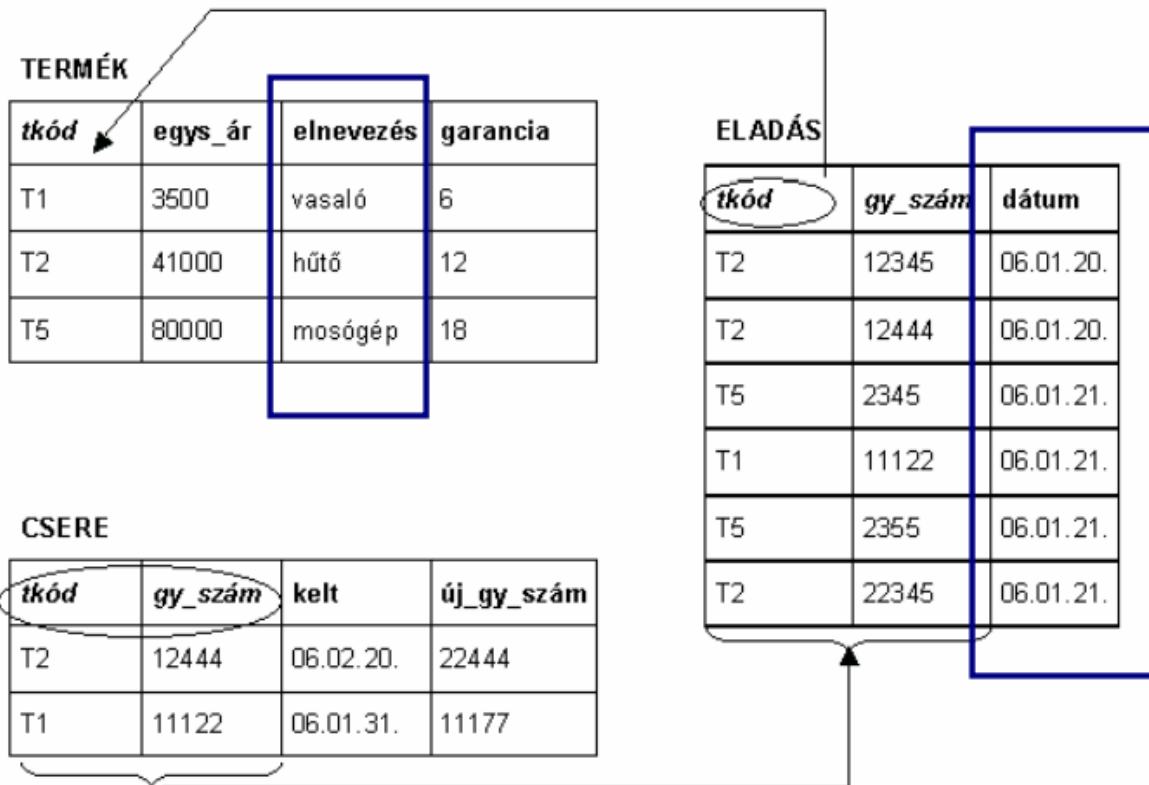 TERMÉK
tkód egys_ár elnevezés garancia
T1 3500 vasaló 6
T2 41000 hűtő 12
T5 80000 mosógép 18
ELADÁS
tkód gy_szám dátum
T2 12345 06.01.20.
T2 12444 06.01.20.
T5 2345 06.01.21.
T1 11122 06.01.21.
T5 2355 06.01.21.
T2 22345 06.01.21.
CSERE
tkód gy_szám kelt új_gy_szám
T2 12444 06.02.20. 22444
T1 11122 06.01.31. 11177